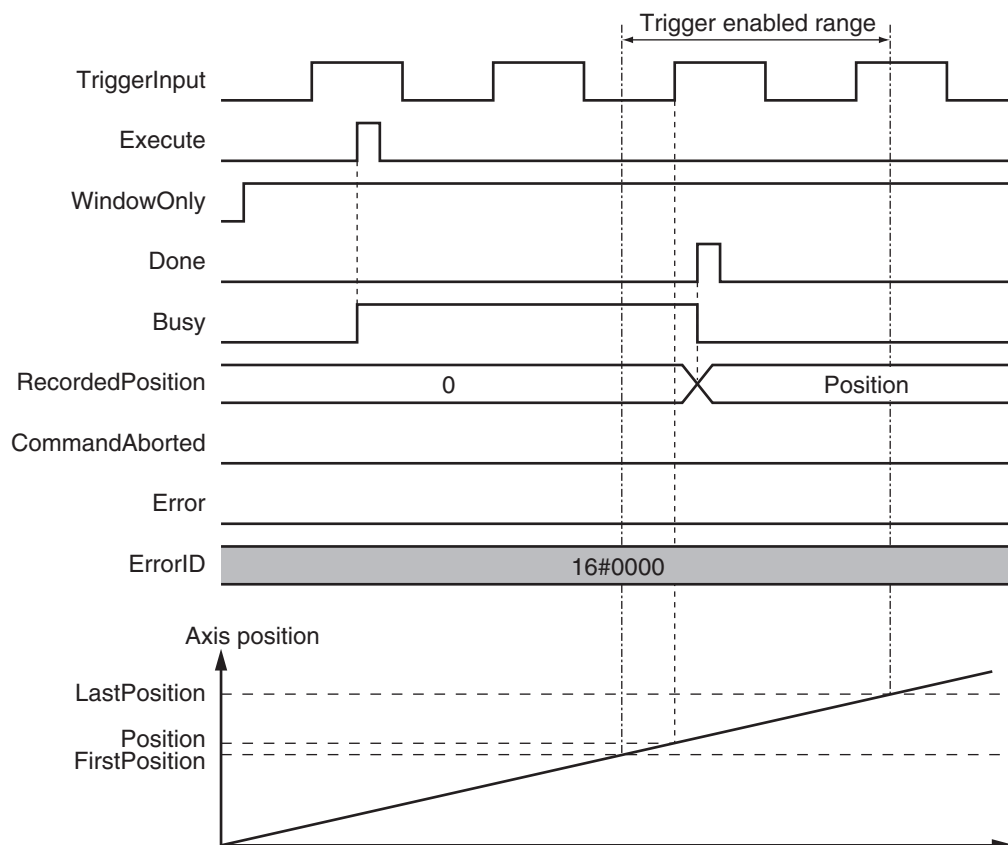 Trigger enabled range
TriggerInput
Execute
WindowOnly
Done
Busy
RecordedPosition
0
Position
CommandAborted
Error
ErrorID
16#0000
Axis position
LastPosition
Position
FirstPosition